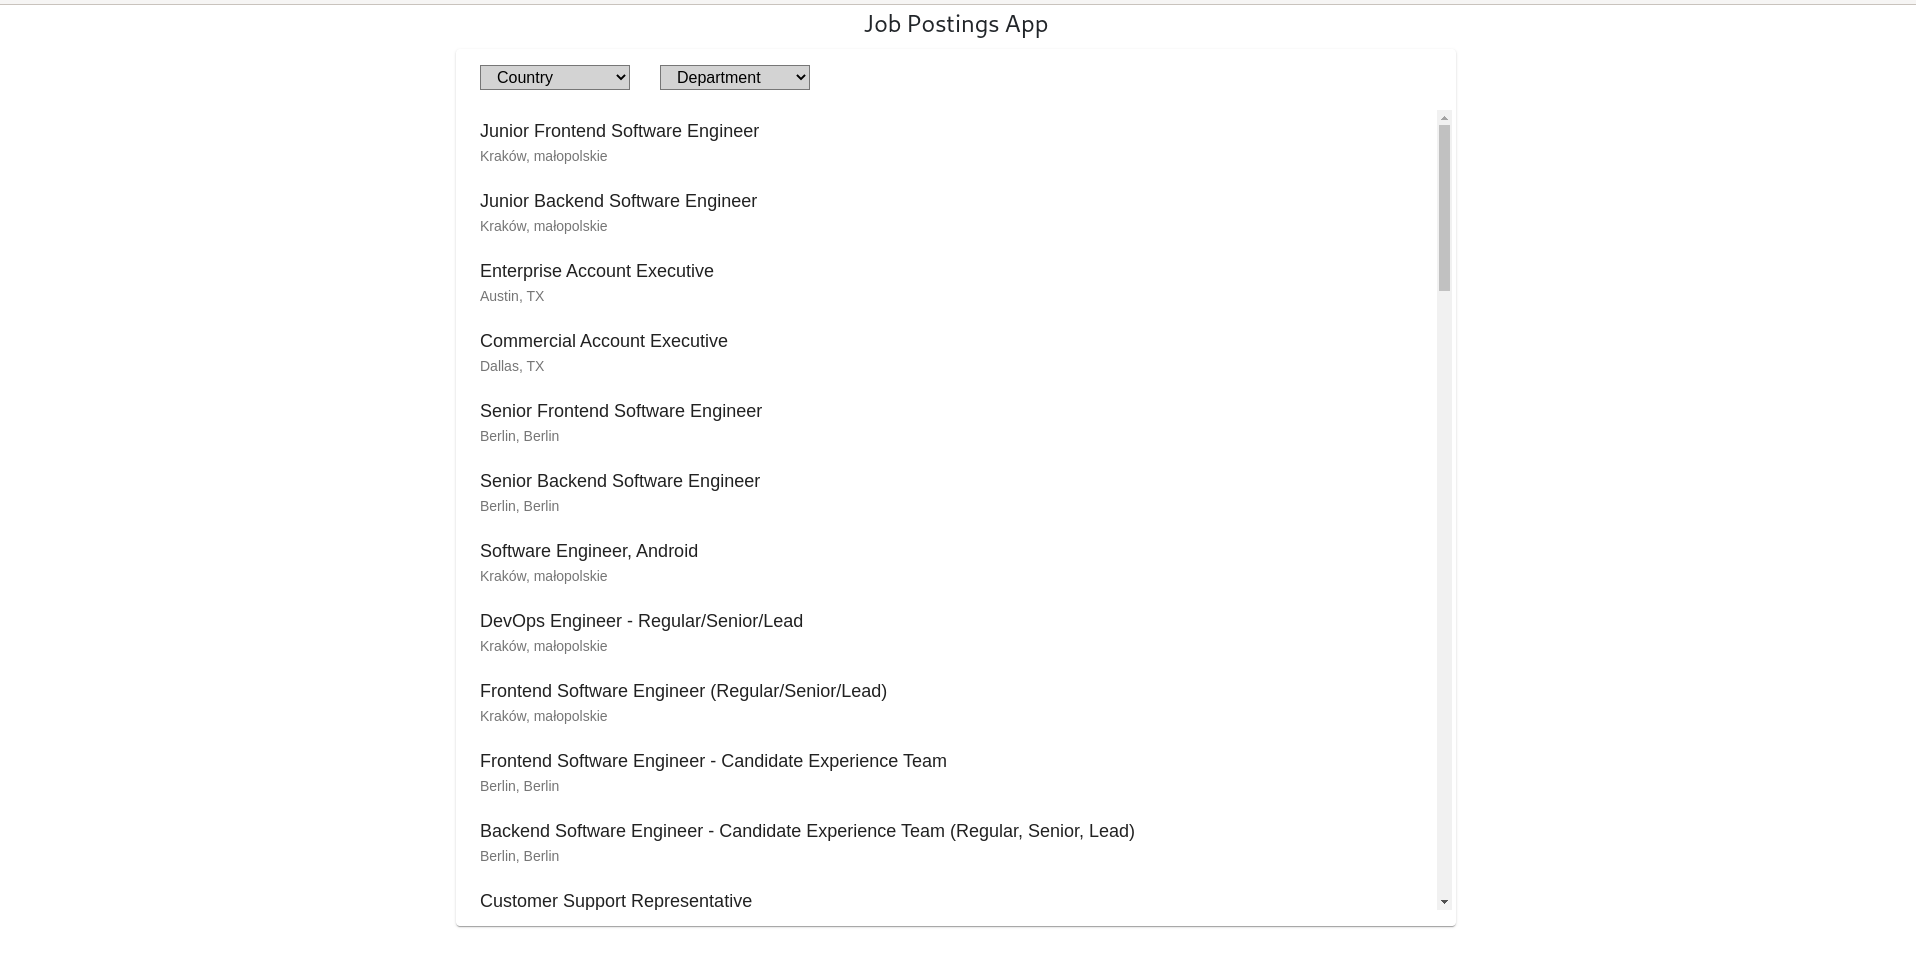 Job Postings App
Country Department
Junior Frontend Software Engineer
Kraków, małopolskie
Junior Backend Software Engineer
Kraków, małopolskie
Enterprise Account Executive
Austin, TX
Commercial Account Executive
Dallas, TX
Senior Frontend Software Engineer
Berlin, Berlin
Senior Backend Software Engineer
Berlin, Berlin
Software Engineer, Android
Kraków, małopolskie
DevOps Engineer - Regular/Senior/Lead
Kraków, małopolskie
Frontend Software Engineer (Regular/Senior/Lead)
Kraków, małopolskie
Frontend Software Engineer - Candidate Experience Team
Berlin, Berlin
Backend Software Engineer - Candidate Experience Team (Regular, Senior, Lead)
Berlin, Berlin
Customer Support Representative